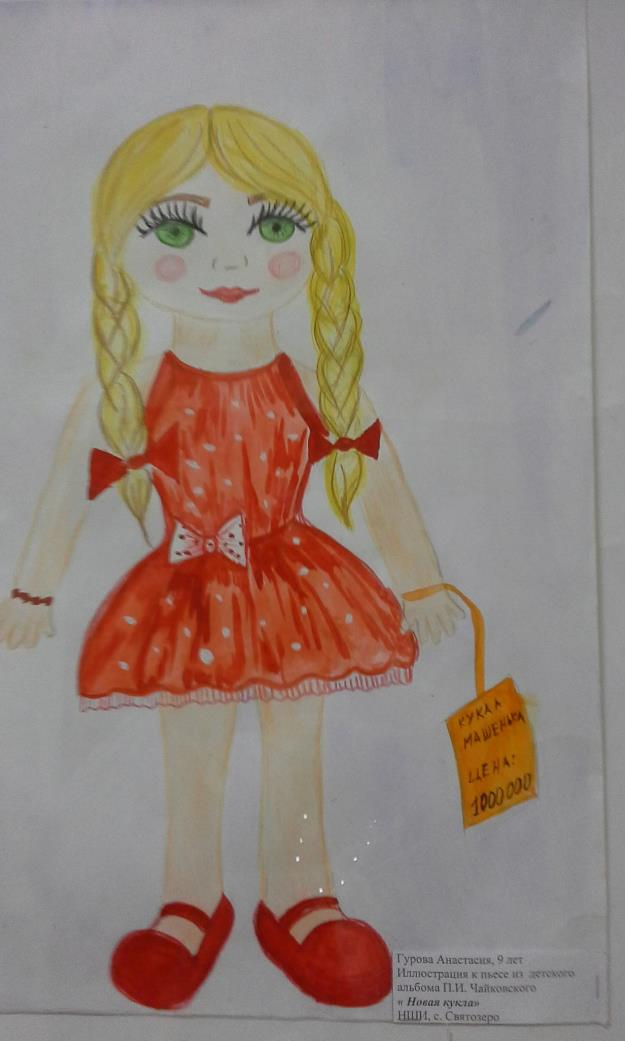 КУКЛА
МАШЕНЬКА
ЦЕНА:
1000000
Гурова Анастасия, 9 лет
Иллюстрация к пьесе из детского
альбома П.И. Чайковского
« Новая кукла»
НШИ, с. Святозеро